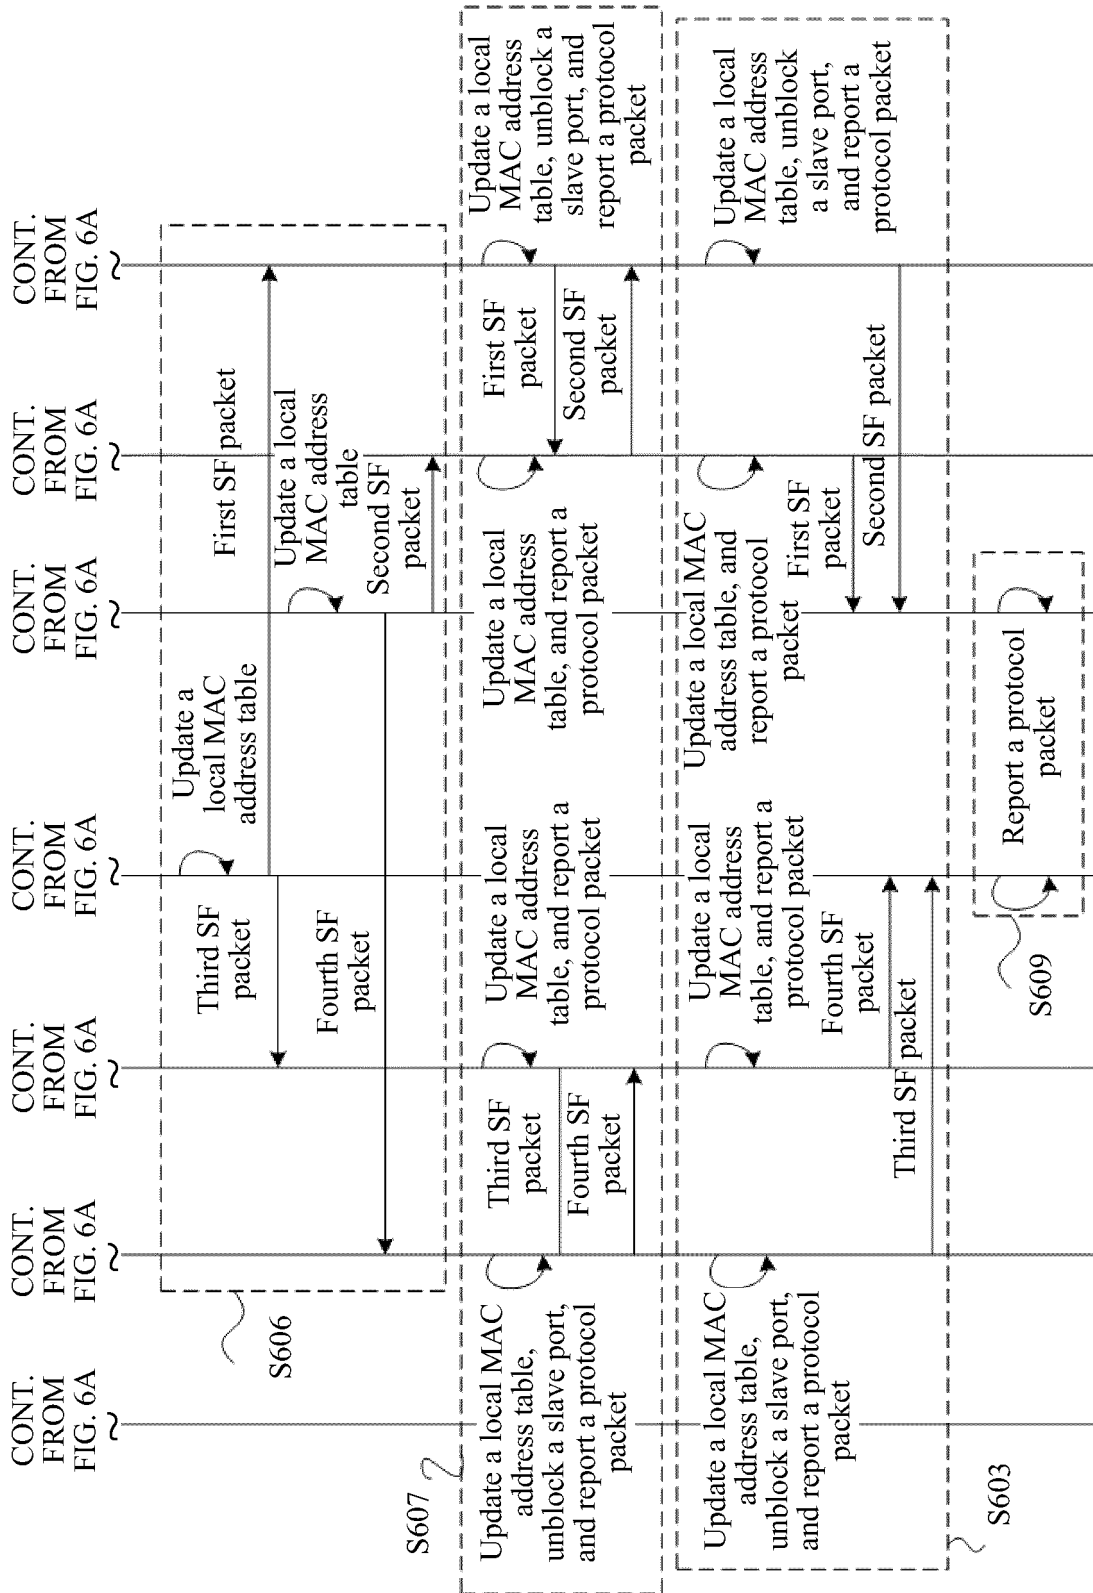 CONT.
FROM
FIG. 6A
CONT.
FROM
FIG. 6A
CONT.
FROM
FIG. 6A
CONT.
FROM
FIG. 6A
CONT.
FROM
FIG. 6A
CONT.
FROM
FIG. 6A
CONT.
FROM
FIG. 6A
S606
Update a
local MAC
address table
First SF packet
Third SF
packet
Update a local
MAC address
table
Fourth SF
packet
Second SF
packet
S607
Update a local MAC
address table,
unblock a slave port,
and report a protocol
packet
Third SF
packet
Fourth SF
packet
Update a local
MAC address
table, and report a
protocol packet
Update a local
MAC address
table, and report a
protocol packet
First SF
packet
Second SF
packet
Update a local
MAC address
table, unblock a
slave port, and
report a protocol
packet
S603
Update a local MAC
address table,
unblock a slave port,
and report a protocol
packet
Third SF packet
Update a local
MAC address
table, and report a
protocol packet
Fourth SF
packet
Update a local MAC
address table, and
report a protocol
packet
First SF
packet
Second SF packet
Update a local
MAC address
table, unblock
a slave port,
and report a
protocol packet
S609
Report a protocol
packet